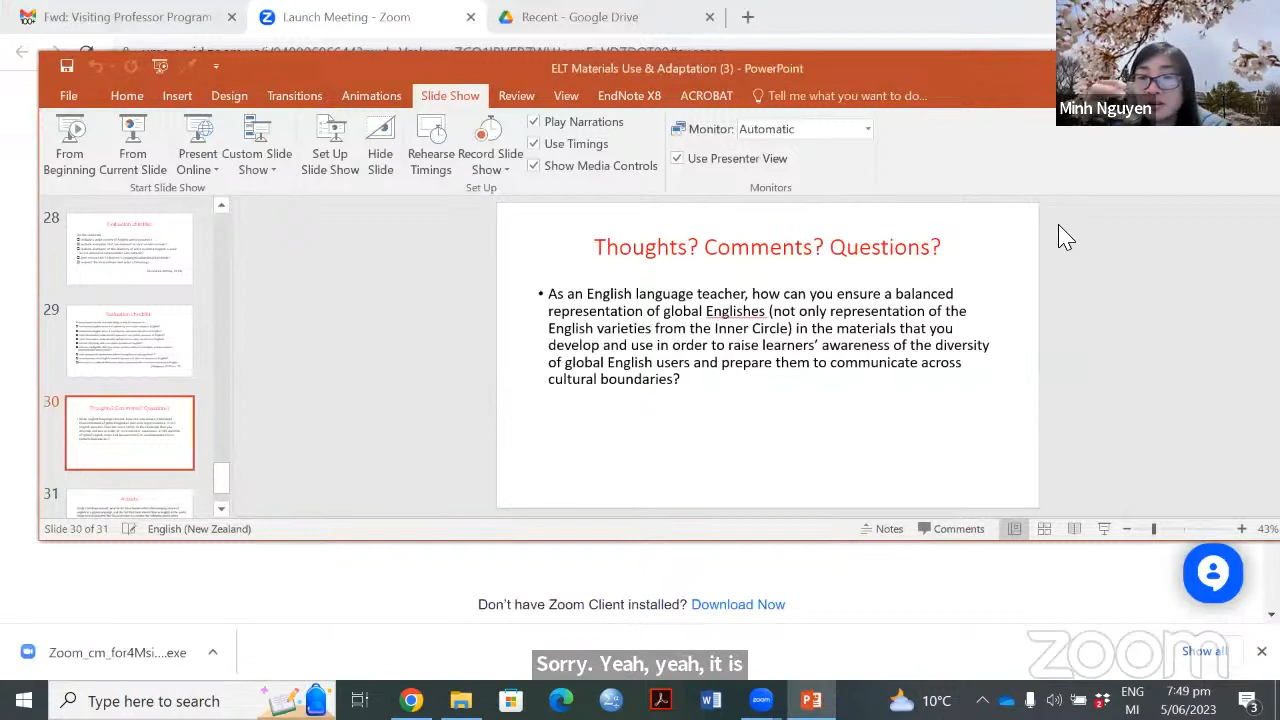 Fwd: Visiting Professor Program
Launch Meeting - Zoom
Recent - Google Drive
100+
ELT Materials Use & Adaptation (3) - PowerPoint
File Home Insert Design Transitions Animations Slide Show Review View EndNote X8 ACROBAT Tell me what you want to do...
Minh Nguyen
From Beginning
From Current Slide
Present Online
Custom Slide Show
Set Up Slide Show
Hide Slide
Rehearse Timings
Record Slide Show
Play Narrations
Use Timings
Show Media Controls
Monitor: Automatic
Use Presenter View
Start Slide Show
Set Up
Monitors
28
29
30
31
Thoughts? Comments? Questions?
• As an English language teacher, how can you ensure a balanced
representation of global Englishes (not only representation of the
English varieties from the Inner Circle) in the materials that you
develop and use in order to raise learners' awareness of the diversity
of global English users and prepare them to communicate across
cultural boundaries?
Slide 30 of 31 English (New Zealand) Notes Comments 43%
Don't have Zoom Client installed? Download Now
Zoom_cm_for4Msi....exe
Show all
zoom
Sorry. Yeah, yeah, it is
Type here to search
zoom
10°C
ENG
MI
7:49 pm
5/06/2023
2
3